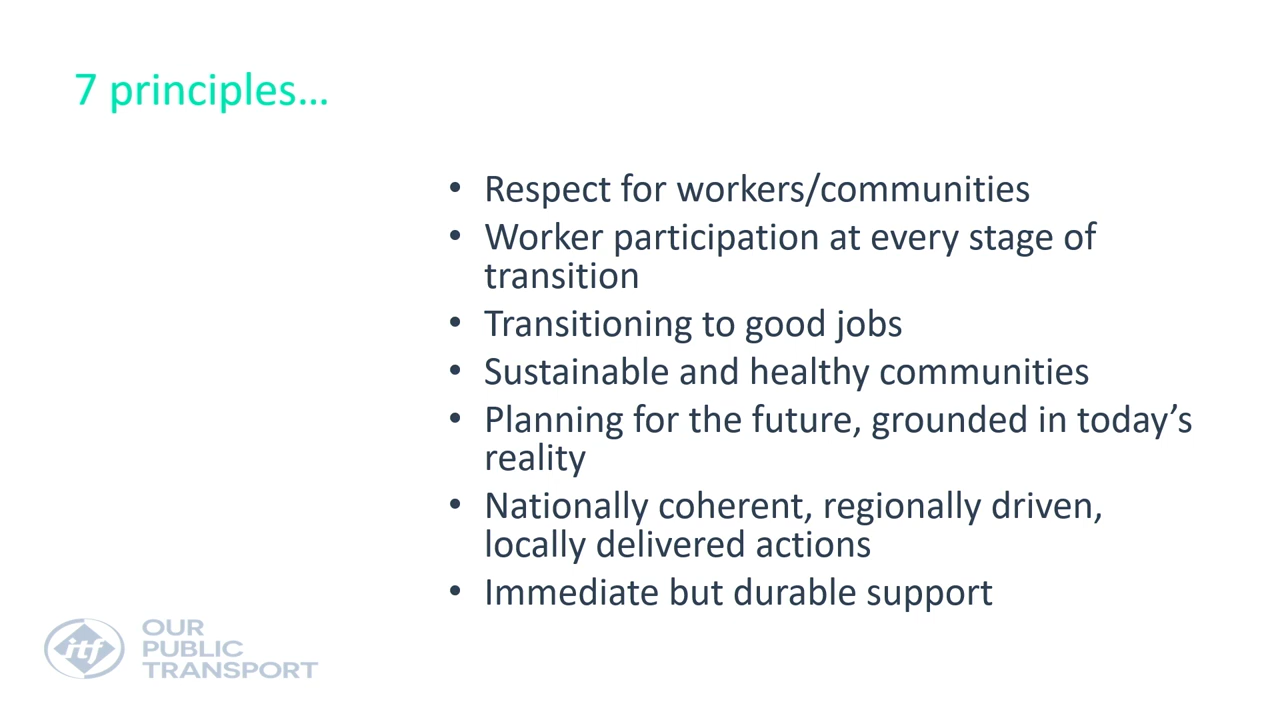 7 principles…
• Respect for workers/communities
• Worker participation at every stage of
transition
• Transitioning to good jobs
• Sustainable and healthy communities
• Planning for the future, grounded in today’s
reality
• Nationally coherent, regionally driven,
locally delivered actions
• Immediate but durable support
itf
OUR
PUBLIC
TRANSPORT